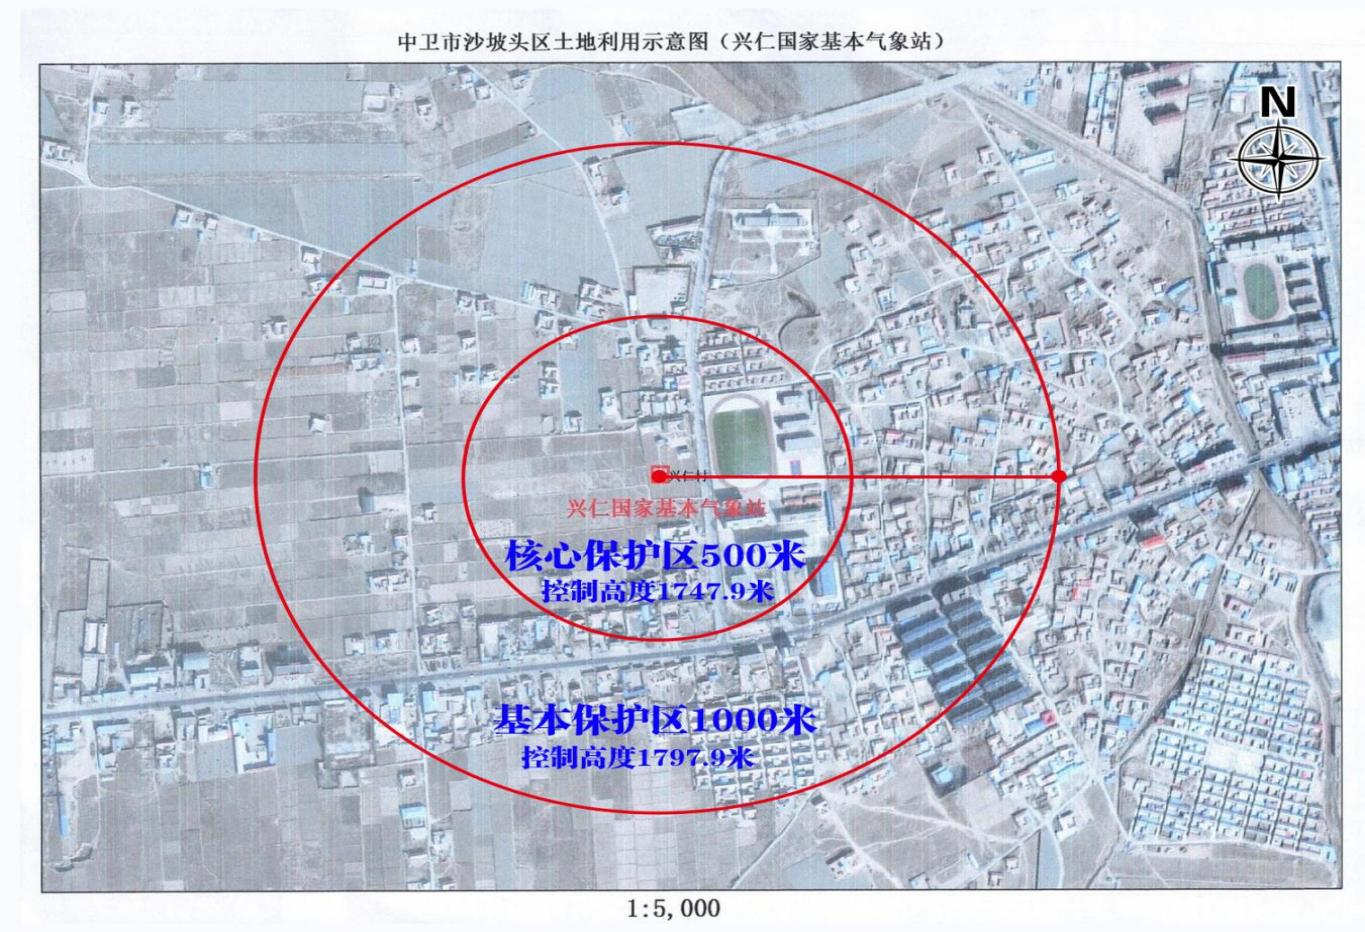 中卫市沙坡头区土地利用示意图（兴仁国家基本气象站）
N
兴仁村
兴仁国家基本气象站
核心保护区500米
控制高度1747.9米
基本保护区1000米
控制高度1797.9米
1:5,000